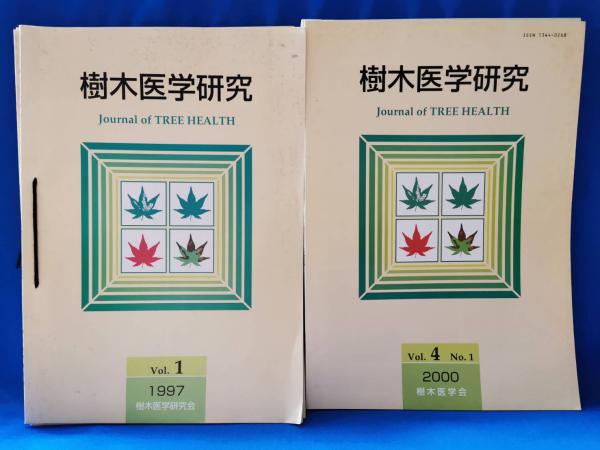 樹木医学研究
Journal of TREE HEALTH
Vol. 1
1997
樹木医学研究会
ISSN 1344-0268
樹木医学研究
Journal of TREE HEALTH
Vol. 4 No. 1
2000
樹木医学会